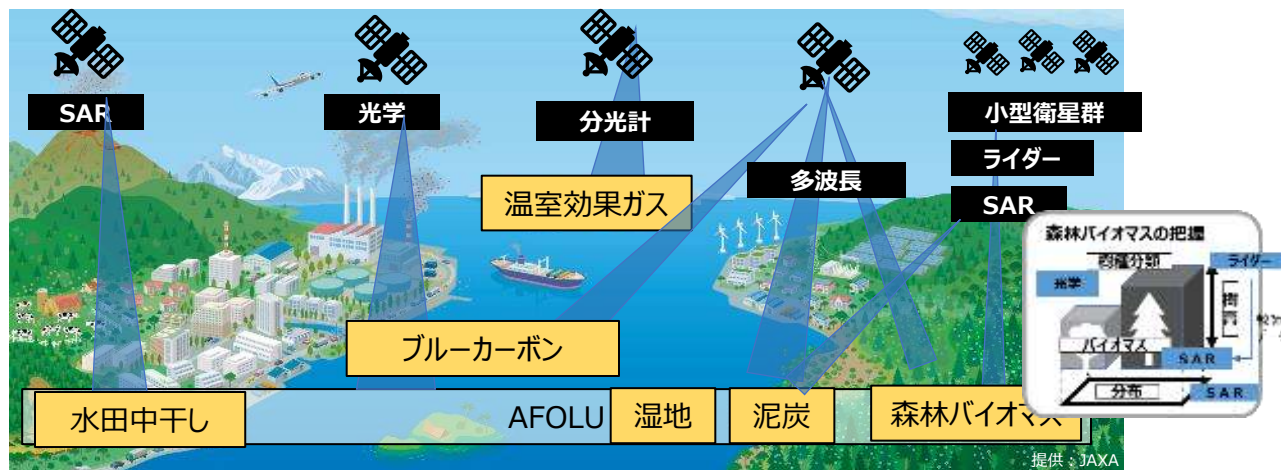 SAR
光学
分光計
小型衛星群
ライダー
SAR
多波長
温室効果ガス
ブルーカーボン
水田中干し
AFOLU
湿地
泥炭
森林バイオマス
提供：JAXA
森林バイオマスの把握
樹種分類
ライダー
光学
樹高
バイオマス
SAR
分布
SAR